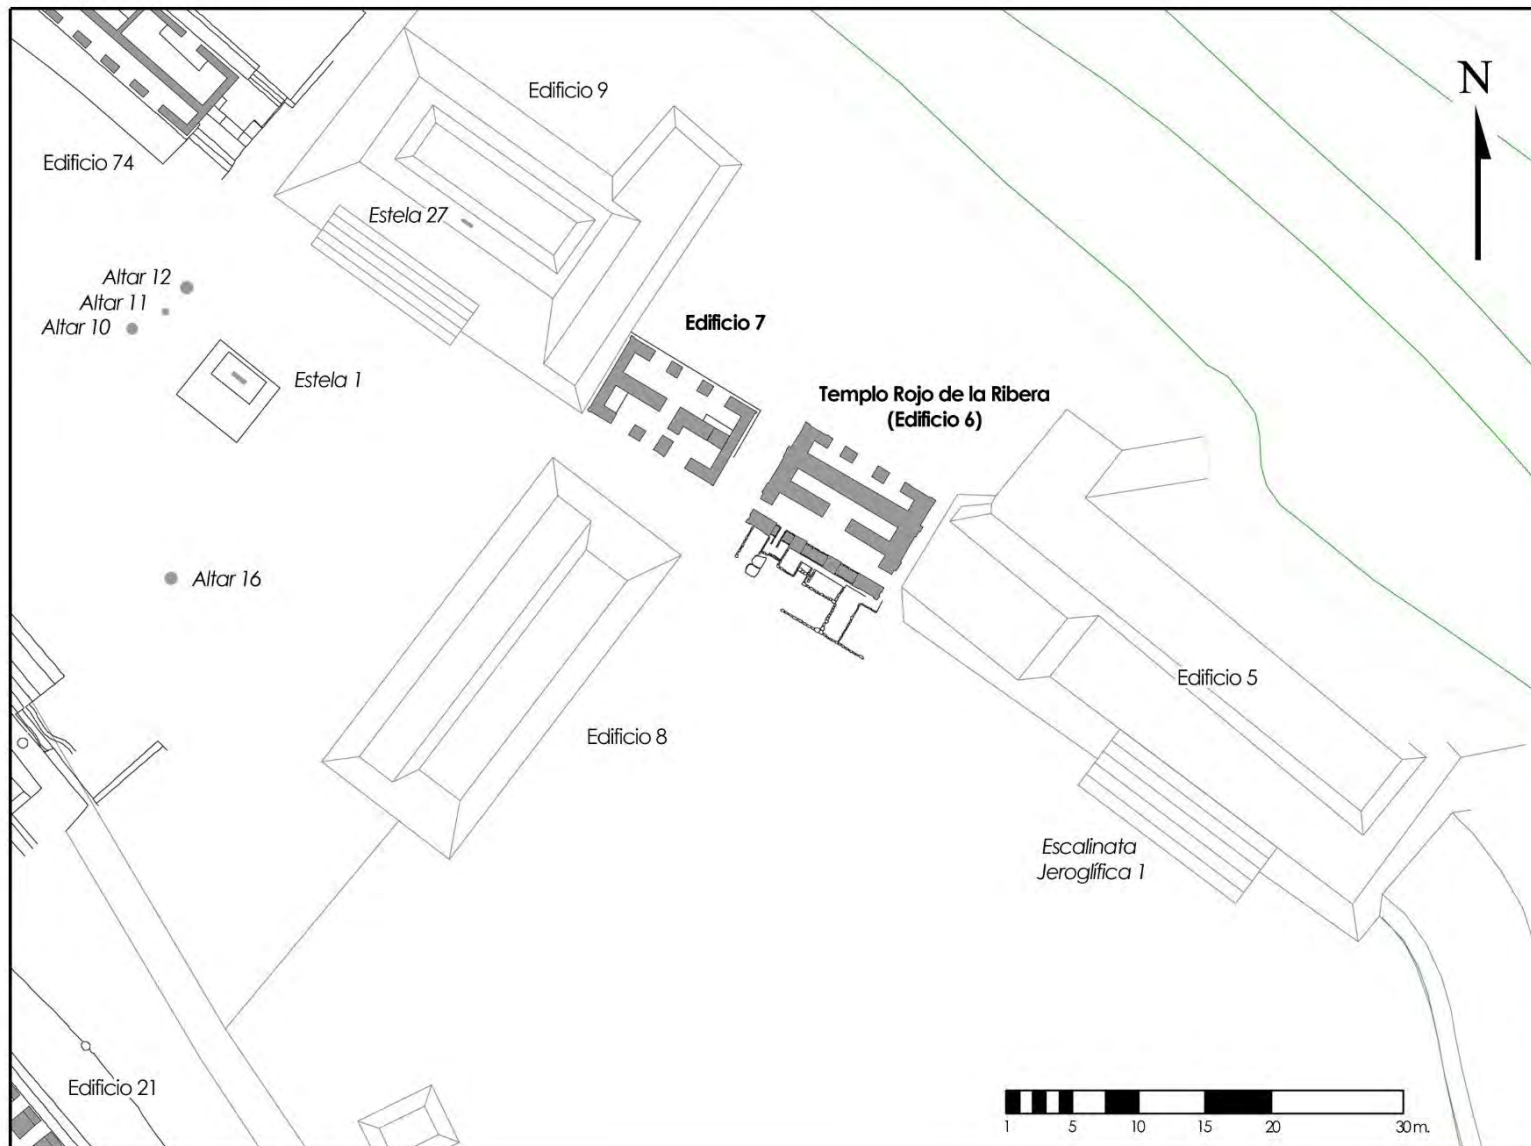 Edificio 9
N
Edificio 74
Estela 27
Altar 12
Altar 11
Altar 10
Edificio 7
Estela 1
Templo Rojo de la Ribera
(Edificio 6)
Altar 16
Edificio 5
Edificio 8
Escalinata
Jeroglífica 1
Edificio 21
1 5 10 15 20 30 m.